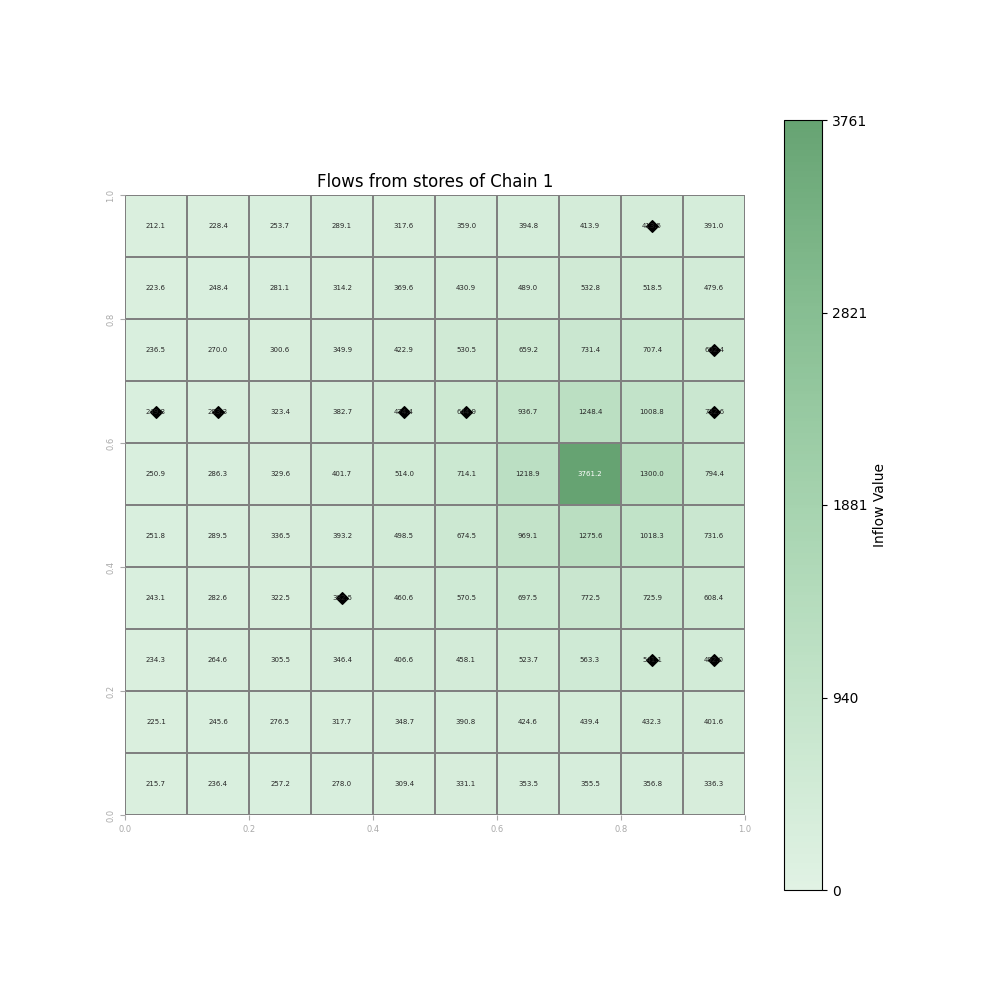 Flows from stores of Chain 1
3761
2821
1881
940
0
Inflow Value
1.0
0.8
0.6
0.4
0.2
0.0
212.1 228.4 253.7 289.1 317.6 359.0 394.8 413.9 391.0
223.6 248.4 281.1 314.2 369.6 430.9 489.0 532.8 518.5 479.6
236.5 270.0 300.6 349.9 422.9 530.5 659.2 731.4 707.4
323.4 382.7 936.7 1248.4 1008.8
250.9 286.3 329.6 401.7 514.0 714.1 1218.9 3761.2 1300.0 794.4
251.8 289.5 336.5 393.2 498.5 674.5 969.1 1275.6 1018.3 731.6
243.1 282.6 322.5 460.6 570.5 697.5 772.5 725.9 608.4
234.3 264.6 305.5 346.4 406.6 458.1 523.7 563.3
225.1 245.6 276.5 317.7 348.7 390.8 424.6 439.4 432.3 401.6
215.7 236.4 257.2 278.0 309.4 331.1 353.5 355.5 356.8 336.3
0.0 0.2 0.4 0.6 0.8 1.0